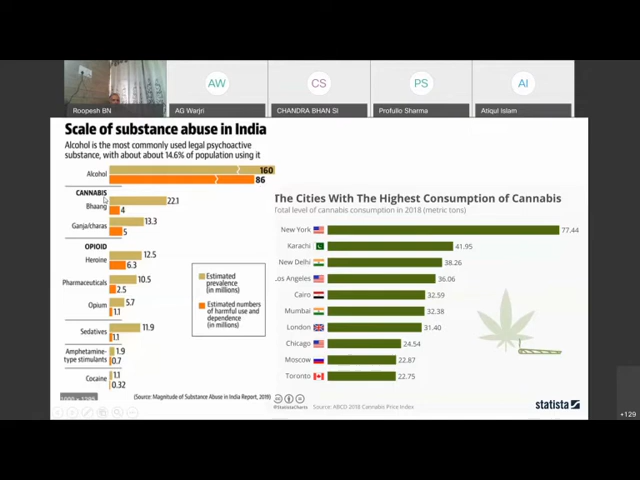 AW
CS
PS
AI
Roopesh BN
AG Warjri
CHANDRA BHAN SI
Profullo Sharma
Atiqul Islam
Scale of substance abuse in India
Alcohol is the most commonly used legal psychoactive
substance, with about about 14.6% of population using it
Alcohol 160
86
CANNABIS
Bhaang 22.1
4
Ganja/charas 13.3
5
OPIOID
Heroine 12.5
6.3
Pharmaceuticals 10.5
2.5
Opium 5.7
1.1
Sedatives 11.9
1.1
Amphetamine-
type stimulants 1.9
0.7
Cocaine 1.1
0.32
Estimated
prevalence
(in millions)
Estimated numbers
of harmful use and
dependence
(in millions)
(Source: Magnitude of Substance Abuse in India Report, 2019)
The Cities With The Highest Consumption of Cannabis
Total level of cannabis consumption in 2018 (metric tons)
New York 77.44
Karachi 41.95
New Delhi 38.26
Los Angeles 36.06
Cairo 32.59
Mumbai 32.38
London 31.40
Chicago 24.54
Moscow 22.87
Toronto 22.75
@StatistaCharts Source: ABCD 2018 Cannabis Price Index
statista
+129